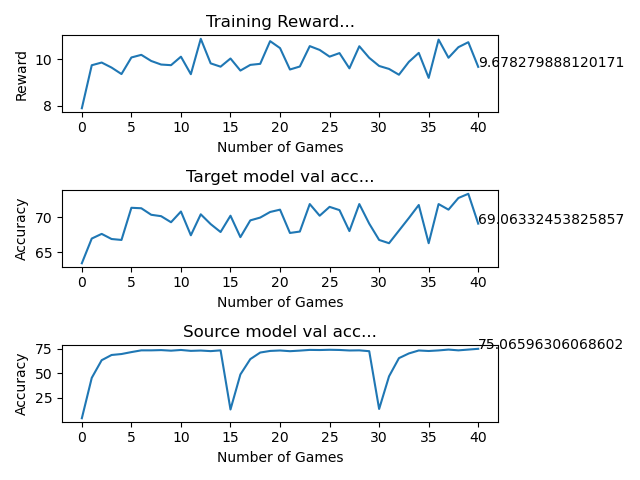 Training Reward...
10
8
Reward
9.678279888120171
0 5 10 15 20 25 30 35 40
Number of Games
Target model val acc...
70
65
Accuracy
69.06332453825857
0 5 10 15 20 25 30 35 40
Number of Games
Source model val acc...
75
50
25
Accuracy
75.06596306068602
0 5 10 15 20 25 30 35 40
Number of Games